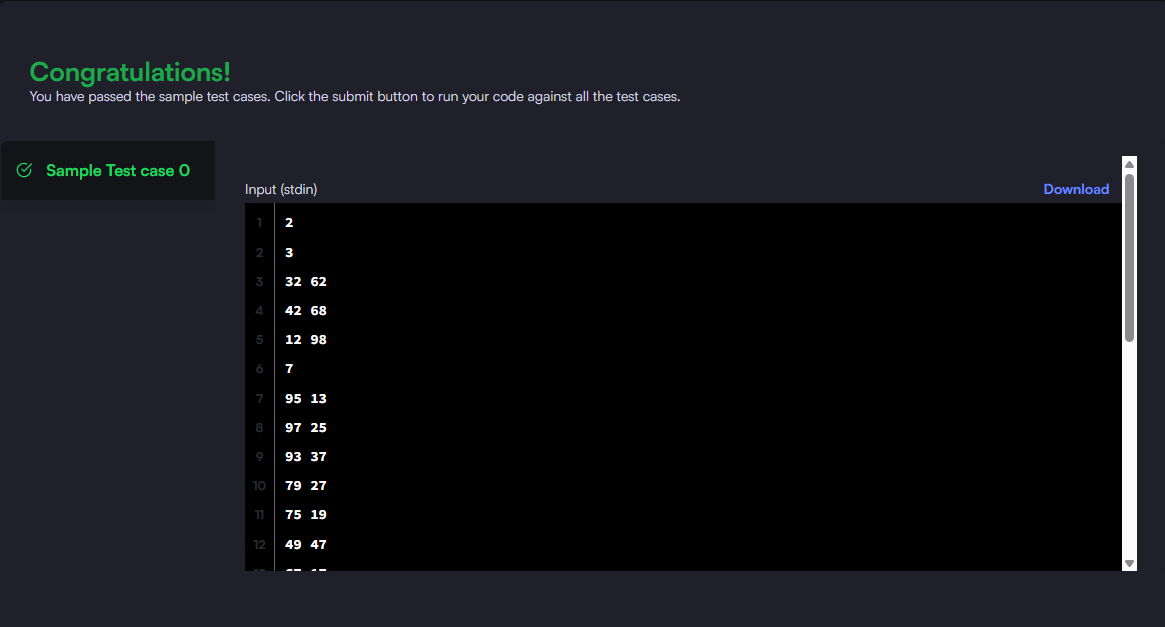 Congratulations!
You have passed the sample test cases. Click the submit button to run your code against all the test cases.
Sample Test case 0
Input (stdin)
Download
1 2
2 3
3 32 62
4 42 68
5 12 98
6 7
7 95 13
8 97 25
9 93 37
10 79 27
11 75 19
12 49 47